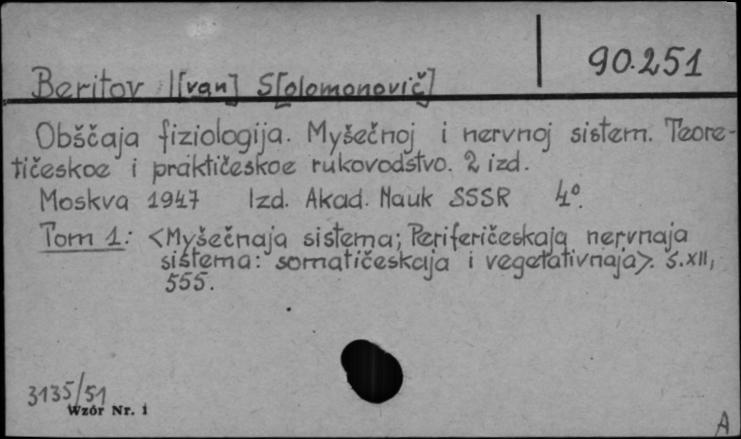 90.251
Beritov I[van] S[olomonovič]
Obščaja fiziologija. Myšečnoj i nervnoj sistem. Teore-
tičeskoe i praktičeskoe rukovodstvo. 2 izd.
Moskva 1947 Izd. Akad. Nauk SSSR 4°.
Tom 1: <Myšečnaja sistema; Periferičeskaja nervnaja
sistema: somatičeskaja i vegetativnaja>. s.XII,
555.
3135/51
Wzór Nr. 1
A